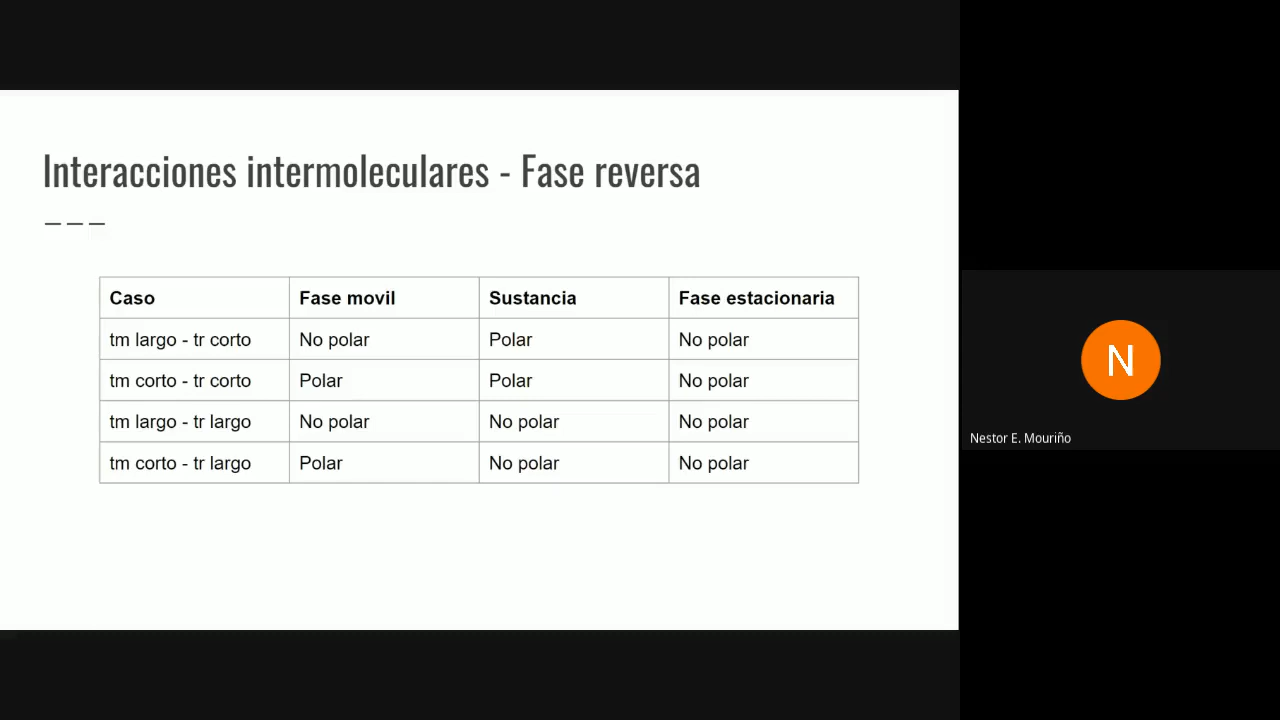 Interacciones intermoleculares - Fase reversa
Caso Fase movil Sustancia Fase estacionaria
tm largo - tr corto No polar Polar No polar
tm corto - tr corto Polar Polar No polar
tm largo - tr largo No polar No polar No polar
tm corto - tr largo Polar No polar No polar
N
Nestor E. Mouriño